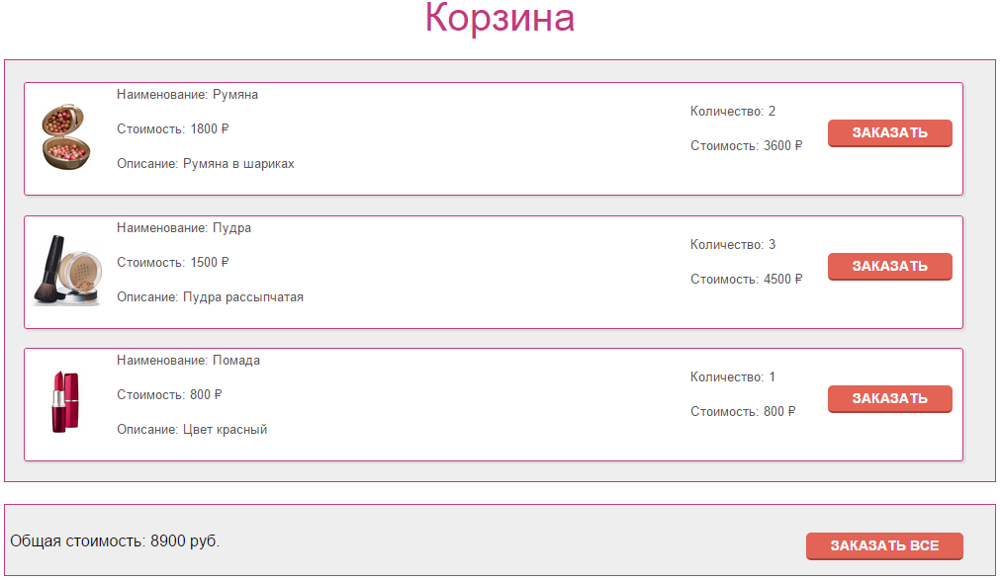 Корзина
Наименование: Румяна
Стоимость: 1800 ₽
Описание: Румяна в шариках
Количество: 2
Стоимость: 3600 ₽
ЗАКАЗАТЬ
Наименование: Пудра
Стоимость: 1500 ₽
Описание: Пудра рассыпчатая
Количество: 3
Стоимость: 4500 ₽
ЗАКАЗАТЬ
Наименование: Помада
Стоимость: 800 ₽
Описание: Цвет красный
Количество: 1
Стоимость: 800 ₽
ЗАКАЗАТЬ
Общая стоимость: 8900 руб.
ЗАКАЗАТЬ ВСЕ